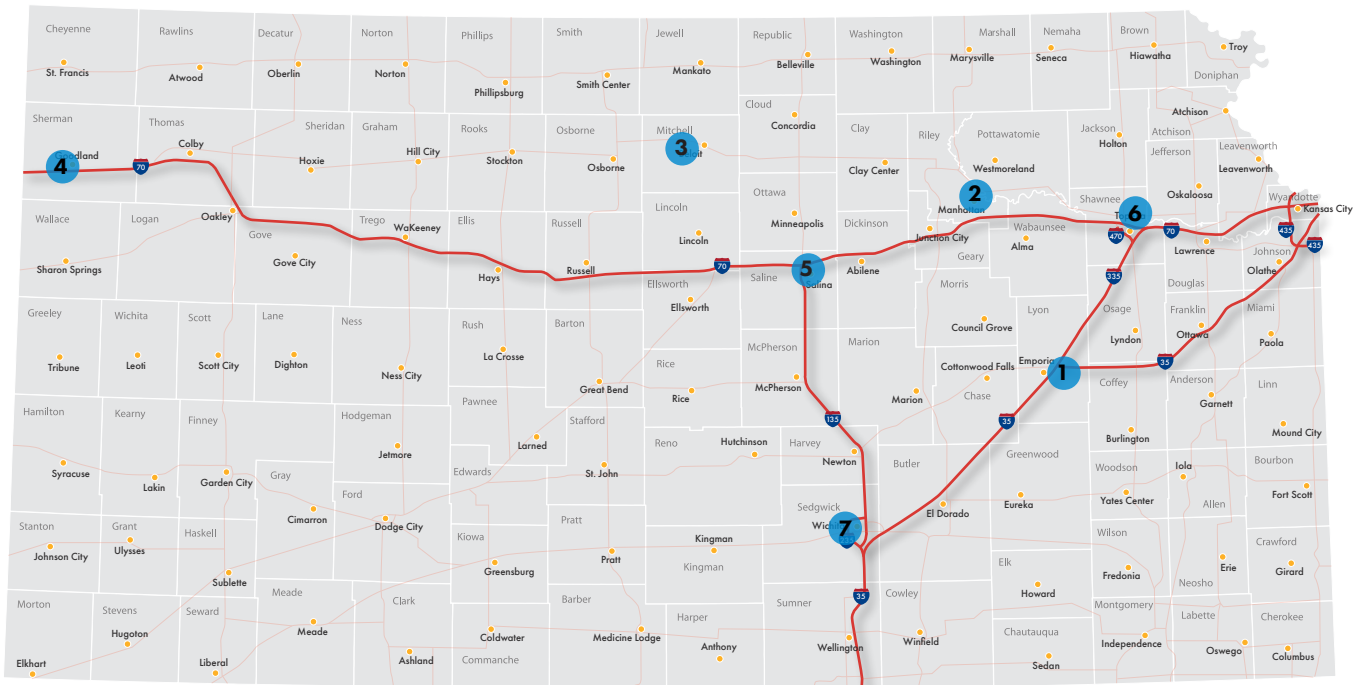 Cheyenne
St. Francis
Rawlins
Atwood
Decatur
Oberlin
Norton
Norton
Phillips
Phillipsburg
Smith
Smith Center
Jewell
Mankato
Republic
Belleville
Washington
Washington
Marshall
Marysville
Nemaha
Seneca
Brown
Hiawatha
Troy
Doniphan
Sherman
4
70
Thomas
Colby
Sheridan
Hoxie
Graham
Hill City
Rooks
Stockton
Osborne
Osborne
Mitchell
3
Cloud
Concordia
Clay
Clay Center
Riley
Pottawatomie
Westmoreland
2
Manhattan
Jackson
Holton
Atchison
Atchison
Jefferson
Oskaloosa
Leavenworth
Leavenworth
Wyandotte
Kansas City
Wallace
Sharon Springs
Logan
Oakley
Gove
Gove City
Trego
WaKeeney
Ellis
Hays
Russell
Russell
Lincoln
Lincoln
70
Ottawa
Minneapolis
Saline
5
Salina
Dickinson
Abilene
Junction City
Geary
Wabaunsee
Alma
Shawnee
6
470
70
Lawrence
Douglas
435
435
Johnson
Olathe
335
Greeley
Tribune
Wichita
Leoti
Scott
Scott City
Lane
Dighton
Ness
Ness City
Rush
La Crosse
Barton
Great Bend
Ellsworth
Ellsworth
Rice
Rice
McPherson
McPherson
Marion
Marion
Morris
Council Grove
Cottonwood Falls
Chase
Lyon
Emporia
1
Osage
Lyndon
Franklin
Ottawa
35
Miami
Paola
Hamilton
Syracuse
Kearny
Lakin
Finney
Garden City
Hodgeman
Jetmore
Pawnee
Larned
Stafford
St. John
Reno
Hutchinson
135
Harvey
Newton
35
Butler
El Dorado
Greenwood
Eureka
Coffey
Burlington
Anderson
Garnett
Linn
Mound City
Gray
Cimarron
Ford
Dodge City
Edwards
Kiowa
Greensburg
Pratt
Pratt
Kingman
Kingman
Sedgwick
7
Woodson
Yates Center
Iola
Allen
Bourbon
Fort Scott
Stanton
Johnson City
Grant
Ulysses
Haskell
Sublette
Wilson
Fredonia
Neosho
Erie
Crawford
Girard
Morton
Elkhart
Stevens
Hugoton
Seward
Liberal
Meade
Meade
Clark
Ashland
Coldwater
Commanche
Barber
Medicine Lodge
Harper
Anthony
Sumner
Wellington
35
Cowley
Winfield
Elk
Howard
Chautauqua
Sedan
Montgomery
Independence
Labette
Oswego
Cherokee
Columbus